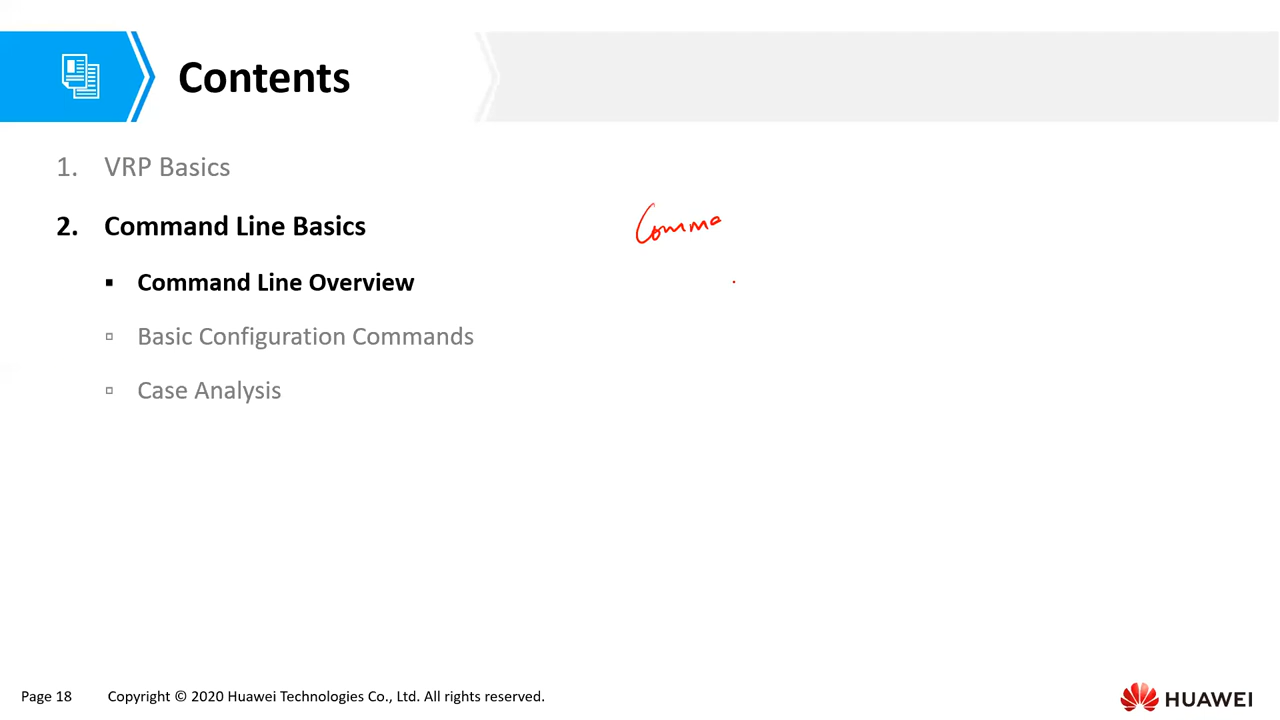 Contents
1. VRP Basics
2. Command Line Basics
Comma
▪ Command Line Overview
▫ Basic Configuration Commands
▫ Case Analysis
Page 18 Copyright © 2020 Huawei Technologies Co., Ltd. All rights reserved.
HUAWEI